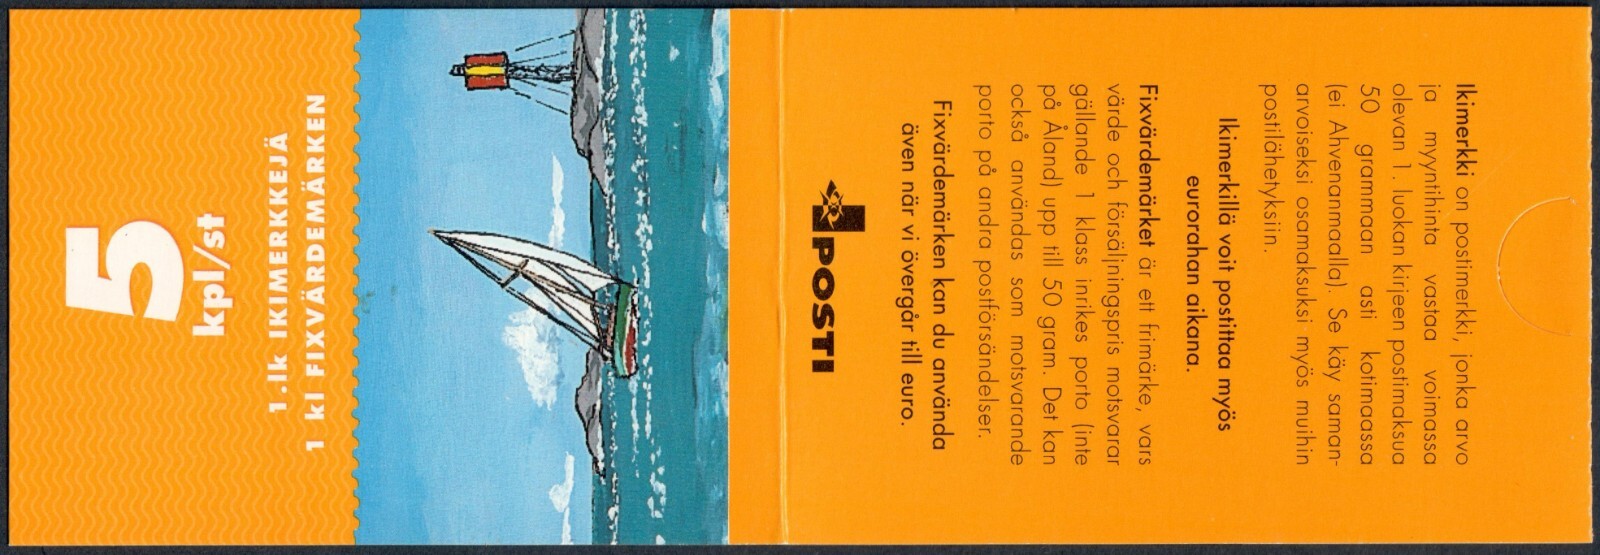 5
kpl/st
1.lk IKIMERKKEJÄ
1 kl FIXVÄRDEMÄRKEN
Ikimerkki on postimerkki, jonka arvo
ja myyntihinta vastaa voimassa
olevan 1. luokan kirjeen postimaksua
50 grammaan asti kotimaassa
(ei Ahvenanmaalla). Se käy saman-
arvoiseksi osamaksuksi myös muihin
postilähetyksiin.
Ikimerkillä voit postittaa myös
eurorahan aikana.
Fixvärdemärket är ett frimärke, vars
värde och försäljningspris motsvarar
gällande 1 klass inrikes porto (inte
på Åland) upp till 50 gram. Det kan
också användas som motsvarande
porto på andra postförsändelser.
Fixvärdemärken kan du använda
även när vi övergår till euro.
POSTI